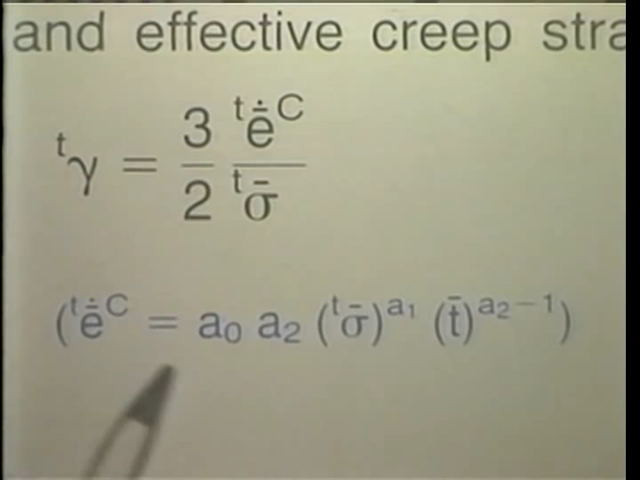 and effective creep stra
ᵗγ = 3/2 ᵗė̄ᶜ/ᵗσ̄
(ᵗė̄ᶜ = a₀ a₂ (ᵗσ̄)^a₁ (t̄)^(a₂−1))